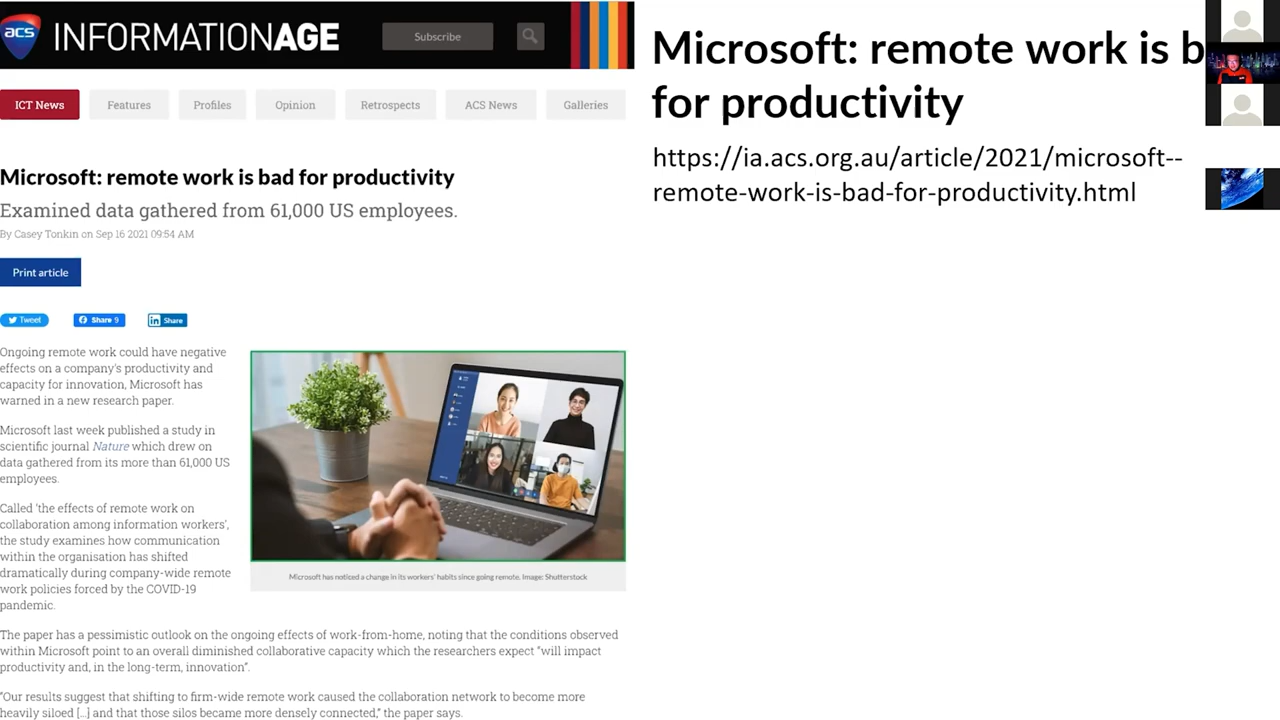 acs INFORMATIONAGE
Subscribe
ICT News
Features
Profiles
Opinion
Retrospects
ACS News
Galleries
Microsoft: remote work is bad for productivity
Examined data gathered from 61,000 US employees.
By Casey Tonkin on Sep 16 2021 09:54 AM
Print article
Tweet
Share 9
in Share
Ongoing remote work could have negative
effects on a company's productivity and
capacity for innovation, Microsoft has
warned in a new research paper.
Microsoft last week published a study in
scientific journal Nature which drew on
data gathered from its more than 61,000 US
employees.
Called 'the effects of remote work on
collaboration among information workers',
the study examines how communication
within the organisation has shifted
dramatically during company-wide remote
work policies forced by the COVID-19
pandemic.
Microsoft has noticed a change in its workers' habits since going remote. Image: Shutterstock
The paper has a pessimistic outlook on the ongoing effects of work-from-home, noting that the conditions observed
within Microsoft point to an overall diminished collaborative capacity which the researchers expect "will impact
productivity and, in the long-term, innovation".
"Our results suggest that shifting to firm-wide remote work caused the collaboration network to become more
heavily siloed [...] and that those silos became more densely connected," the paper says.
Microsoft: remote work is b
for productivity
https://ia.acs.org.au/article/2021/microsoft--
remote-work-is-bad-for-productivity.html